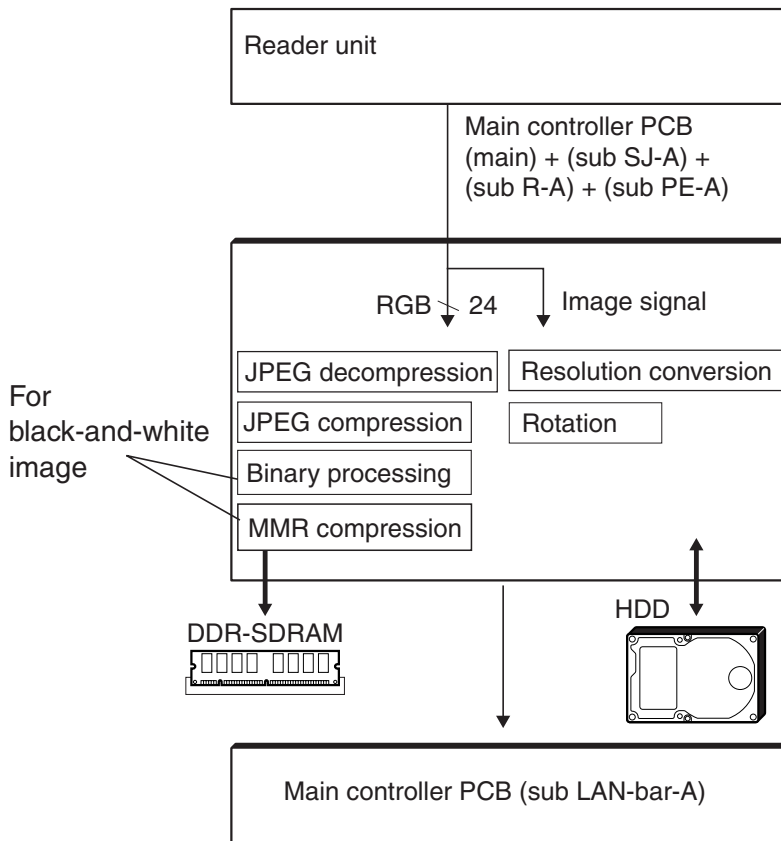 Reader unit
Main controller PCB
(main) + (sub SJ-A) +
(sub R-A) + (sub PE-A)
RGB 24 Image signal
JPEG decompression
Resolution conversion
JPEG compression
Rotation
For
black-and-white
image
Binary processing
MMR compression
DDR-SDRAM
HDD
Main controller PCB (sub LAN-bar-A)